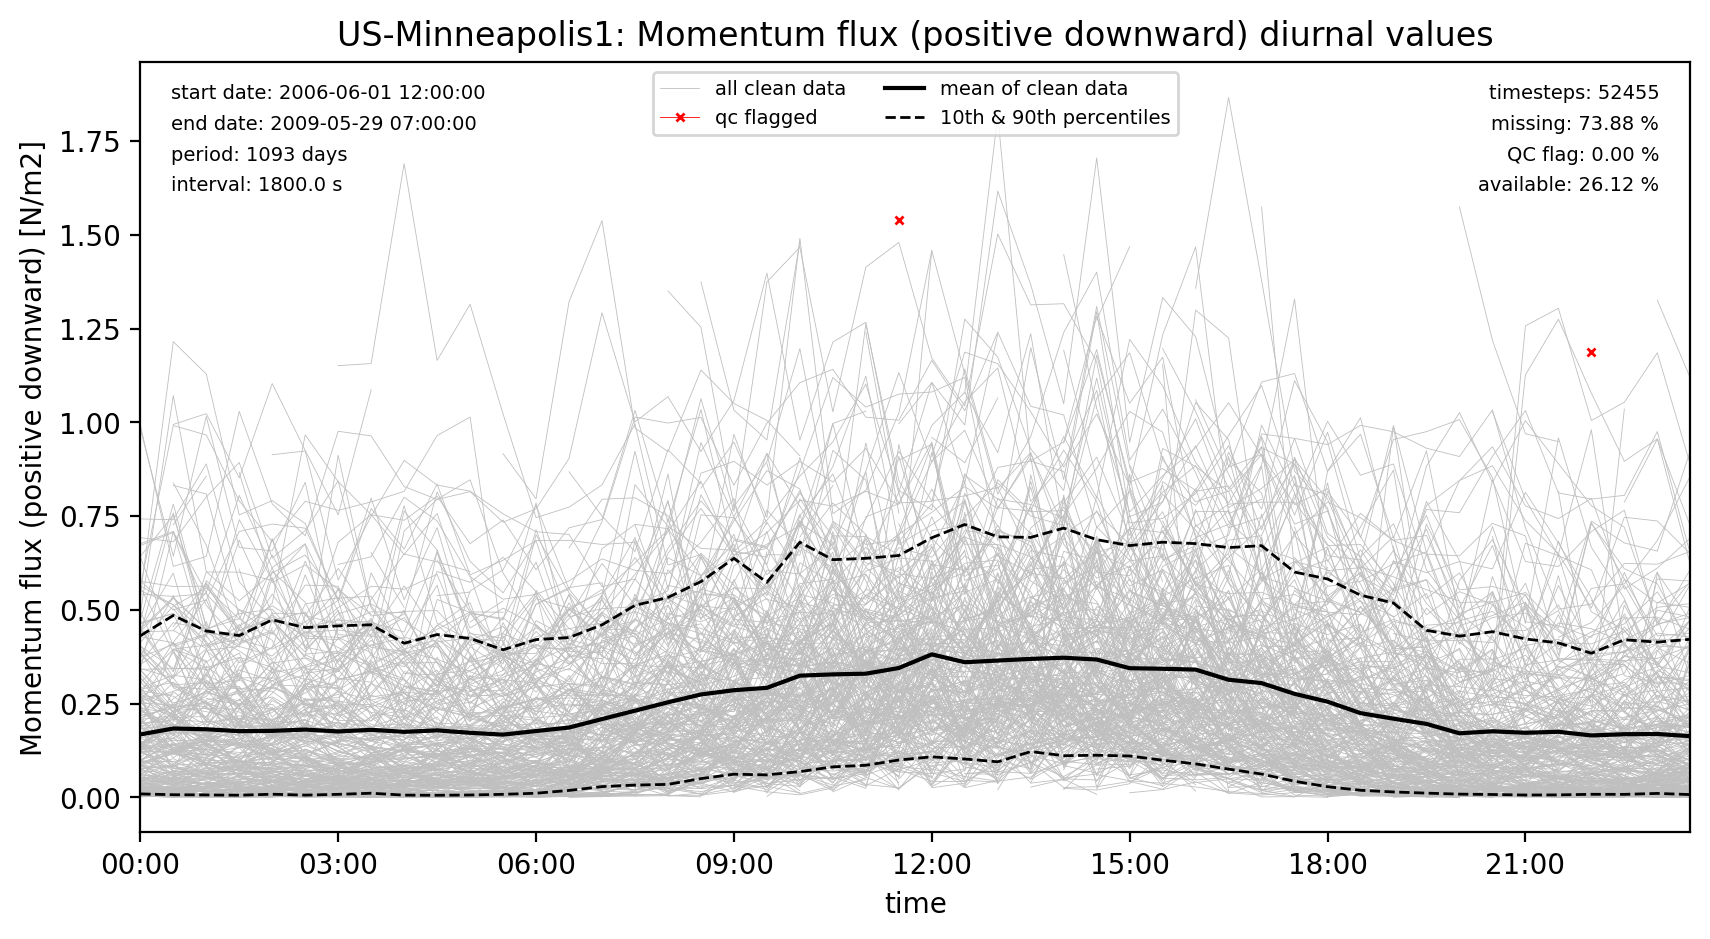 US-Minneapolis1: Momentum flux (positive downward) diurnal values
start date: 2006-06-01 12:00:00
end date: 2009-05-29 07:00:00
period: 1093 days
interval: 1800.0 s
all clean data
qc flagged
mean of clean data
10th & 90th percentiles
timesteps: 52455
missing: 73.88 %
QC flag: 0.00 %
available: 26.12 %
Momentum flux (positive downward) [N/m2]
1.75
1.50
1.25
1.00
0.75
0.50
0.25
0.00
00:00 03:00 06:00 09:00 12:00 15:00 18:00 21:00
time